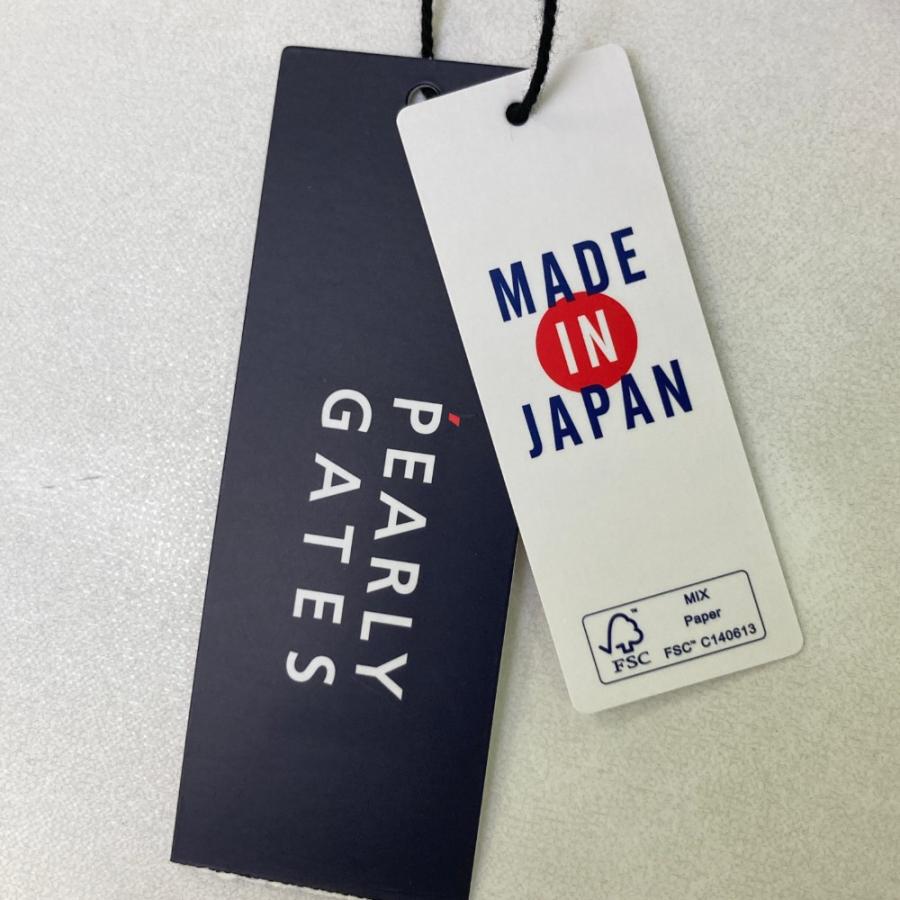 PEARLY
GATES
MADE
IN
JAPAN
FSC
MIX
Paper
FSC™ C140613